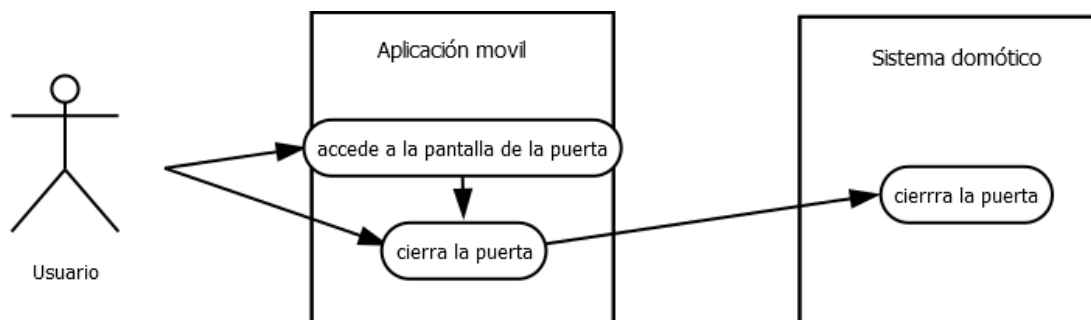 Aplicación movil
Sistema domótico
accede a la pantalla de la puerta
cierrra la puerta
cierra la puerta
Usuario